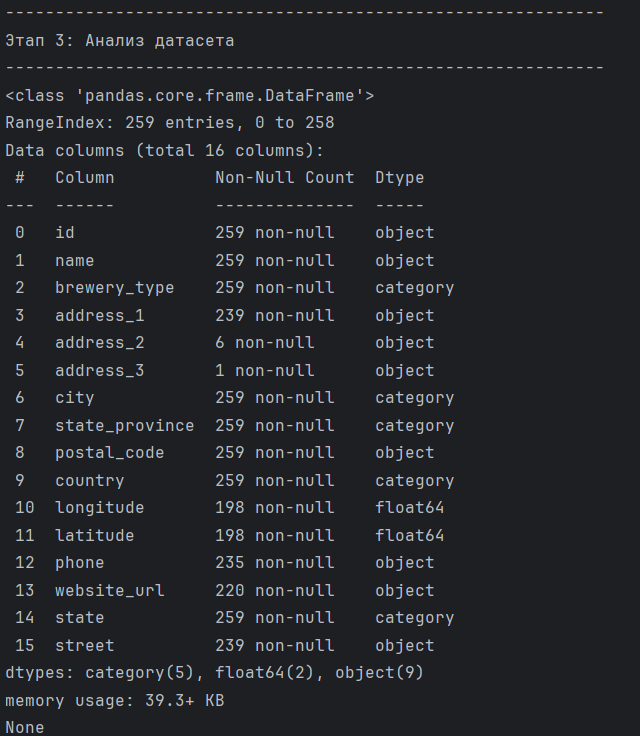 ------------------------------------------------------------
Этап 3: Анализ датасета
------------------------------------------------------------
<class 'pandas.core.frame.DataFrame'>
RangeIndex: 259 entries, 0 to 258
Data columns (total 16 columns):
 #   Column          Non-Null Count  Dtype
---  ------          --------------  -----
 0   id              259 non-null    object
 1   name            259 non-null    object
 2   brewery_type    259 non-null    category
 3   address_1       239 non-null    object
 4   address_2       6 non-null      object
 5   address_3       1 non-null      object
 6   city            259 non-null    category
 7   state_province  259 non-null    category
 8   postal_code     259 non-null    object
 9   country         259 non-null    category
 10  longitude       198 non-null    float64
 11  latitude        198 non-null    float64
 12  phone           235 non-null    object
 13  website_url     220 non-null    object
 14  state           259 non-null    category
 15  street          239 non-null    object
dtypes: category(5), float64(2), object(9)
memory usage: 39.3+ KB
None